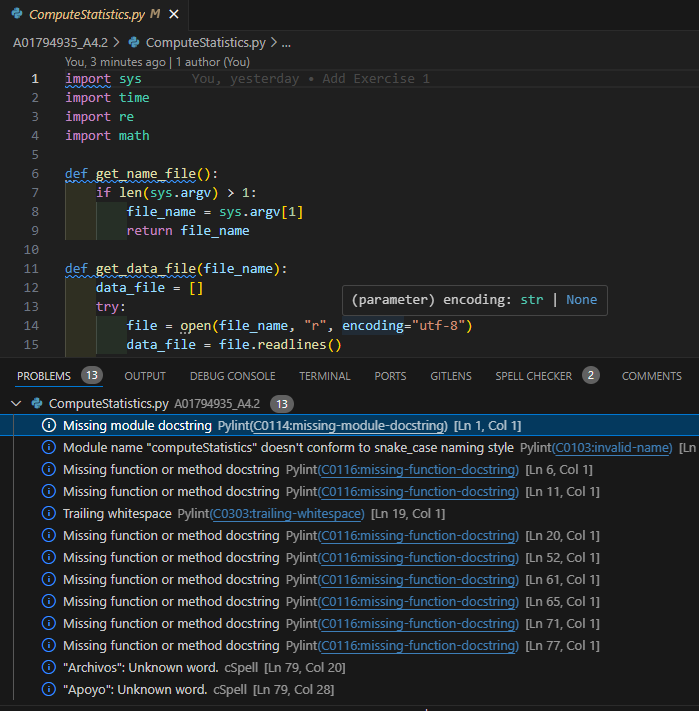 ComputeStatistics.py M
A01794935_A4.2 > ComputeStatistics.py > ...
You, 3 minutes ago | 1 author (You)
1 import sys You, yesterday • Add Exercise 1
2 import time
3 import re
4 import math
5
6 def get_name_file():
7 if len(sys.argv) > 1:
8 file_name = sys.argv[1]
9 return file_name
10
11 def get_data_file(file_name):
12 data_file = []
(parameter) encoding: str | None
13 try:
14 file = open(file_name, "r", encoding="utf-8")
15 data_file = file.readlines()
PROBLEMS 13 OUTPUT DEBUG CONSOLE TERMINAL PORTS GITLENS SPELL CHECKER 2 COMMENTS
ComputeStatistics.py A01794935_A4.2 13
Missing module docstring Pylint(C0114:missing-module-docstring) [Ln 1, Col 1]
Module name "computeStatistics" doesn't conform to snake_case naming style Pylint(C0103:invalid-name) [Ln
Missing function or method docstring Pylint(C0116:missing-function-docstring) [Ln 6, Col 1]
Missing function or method docstring Pylint(C0116:missing-function-docstring) [Ln 11, Col 1]
Trailing whitespace Pylint(C0303:trailing-whitespace) [Ln 19, Col 1]
Missing function or method docstring Pylint(C0116:missing-function-docstring) [Ln 20, Col 1]
Missing function or method docstring Pylint(C0116:missing-function-docstring) [Ln 52, Col 1]
Missing function or method docstring Pylint(C0116:missing-function-docstring) [Ln 61, Col 1]
Missing function or method docstring Pylint(C0116:missing-function-docstring) [Ln 65, Col 1]
Missing function or method docstring Pylint(C0116:missing-function-docstring) [Ln 71, Col 1]
Missing function or method docstring Pylint(C0116:missing-function-docstring) [Ln 77, Col 1]
"Archivos": Unknown word. cSpell [Ln 79, Col 20]
"Apoyo": Unknown word. cSpell [Ln 79, Col 28]